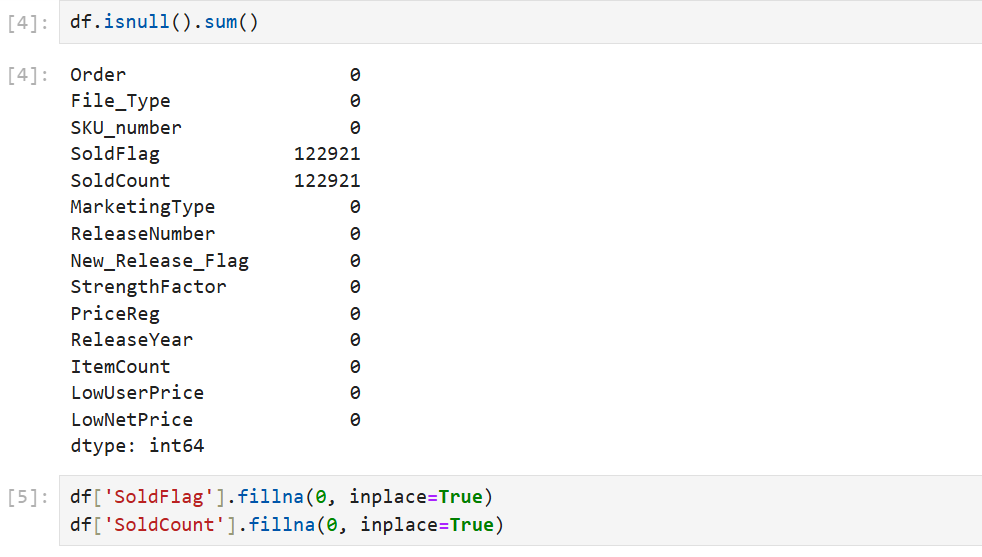 [4]: df.isnull().sum()
[4]: Order 0
File_Type 0
SKU_number 0
SoldFlag 122921
SoldCount 122921
MarketingType 0
ReleaseNumber 0
New_Release_Flag 0
StrengthFactor 0
PriceReg 0
ReleaseYear 0
ItemCount 0
LowUserPrice 0
LowNetPrice 0
dtype: int64
[5]: df['SoldFlag'].fillna(0, inplace=True)
df['SoldCount'].fillna(0, inplace=True)